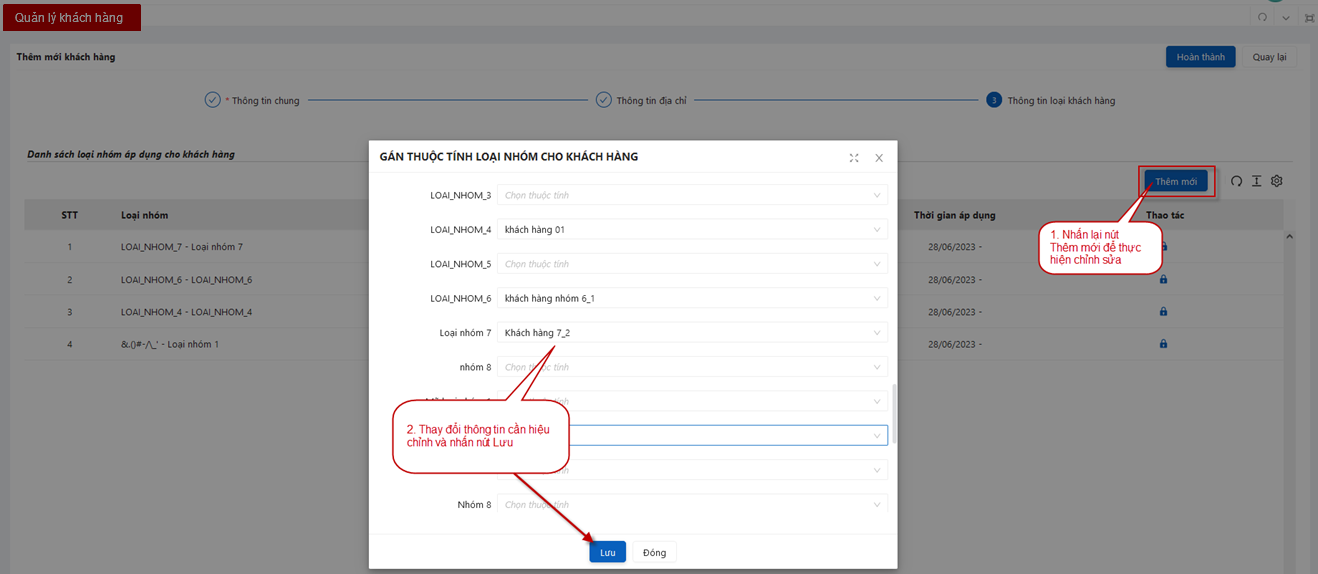 Quản lý khách hàng
Thêm mới khách hàng
Hoàn thành
Quay lại
* Thông tin chung
Thông tin địa chỉ
3 Thông tin loại khách hàng
Danh sách loại nhóm áp dụng cho khách hàng
Thêm mới
STT Loại nhóm Thời gian áp dụng Thao tác
1 LOAI_NHOM_7 - Loại nhóm 7 28/06/2023 -
2 LOAI_NHOM_6 - LOAI_NHOM_6 28/06/2023 -
3 LOAI_NHOM_4 - LOAI_NHOM_4 28/06/2023 -
4 &.()#-/\_' - Loại nhóm 1 28/06/2023 -
1. Nhấn lại nút
Thêm mới để thực
hiện chỉnh sửa
GÁN THUỘC TÍNH LOẠI NHÓM CHO KHÁCH HÀNG
LOAI_NHOM_3 Chọn thuộc tính
LOAI_NHOM_4 khách hàng 01
LOAI_NHOM_5 Chọn thuộc tính
LOAI_NHOM_6 khách hàng nhóm 6_1
Loại nhóm 7 Khách hàng 7_2
nhóm 8 Chọn thuộc tính
2. Thay đổi thông tin cần hiệu
chỉnh và nhấn nút Lưu
Nhóm 8 Chọn thuộc tính
Lưu
Đóng